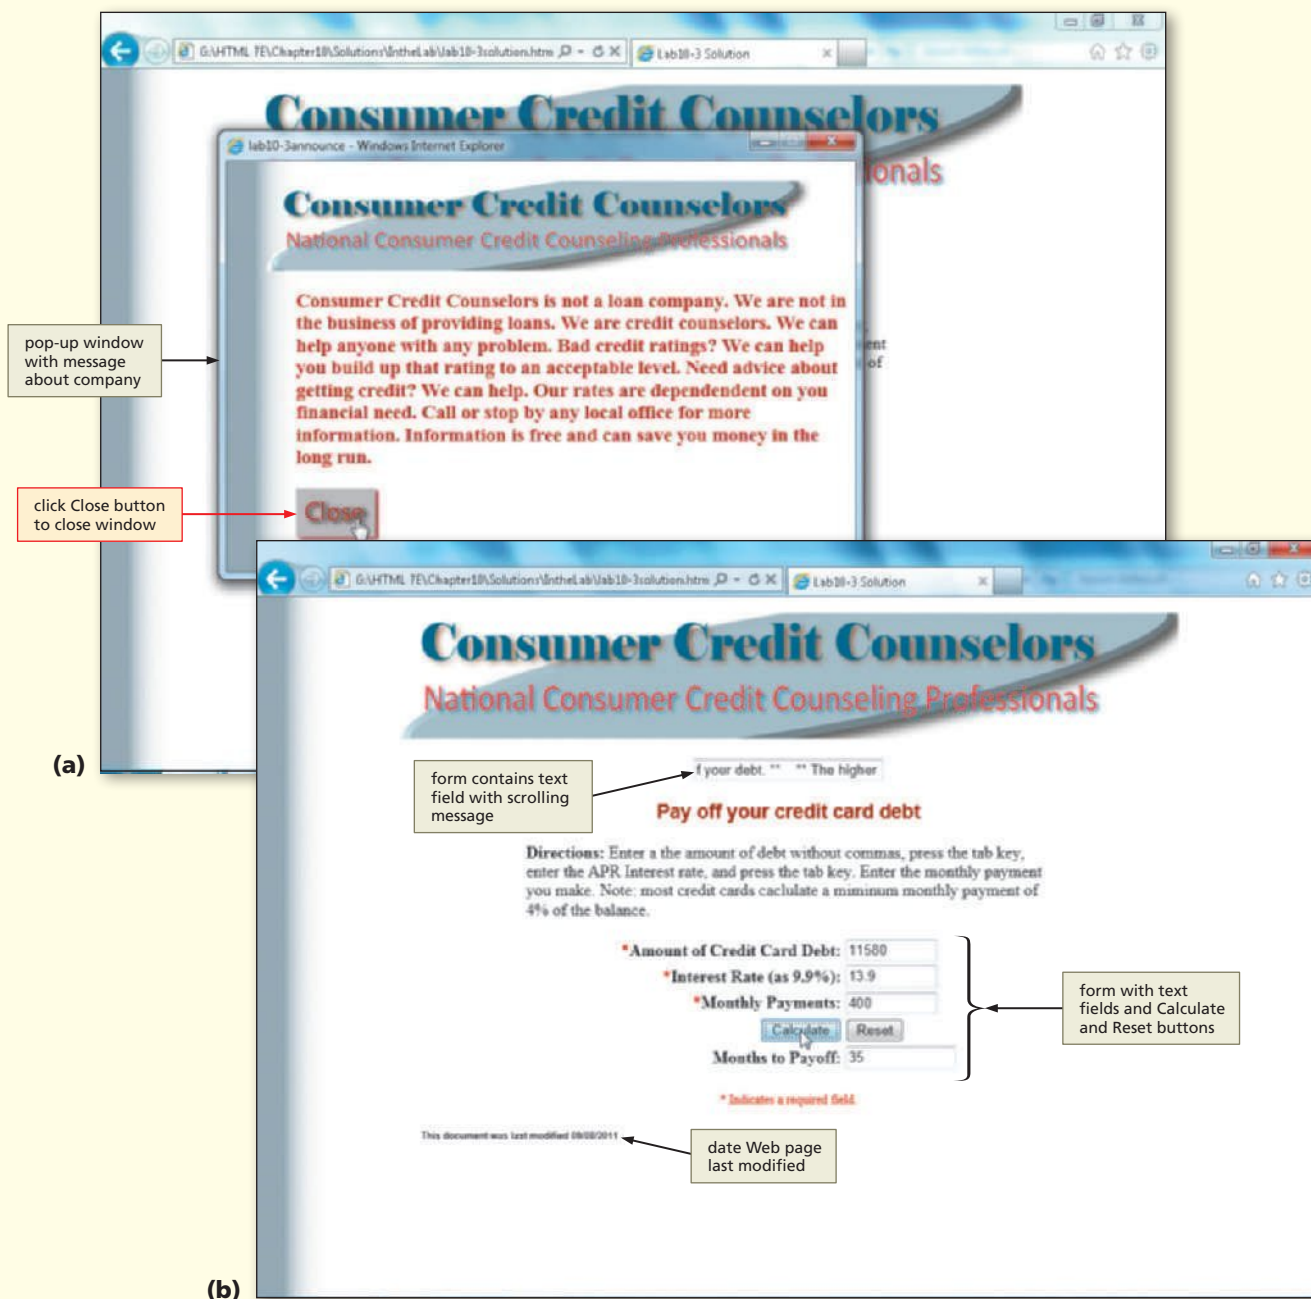 G:\HTML 7E\Chapter10\Solutions\IntheLab\lab10-3solution.htm
Lab10-3 Solution
Consumer Credit Counselors
ionals
lab10-3announce - Windows Internet Explorer
Consumer Credit Counselors
National Consumer Credit Counseling Professionals
Consumer Credit Counselors is not a loan company. We are not in
the business of providing loans. We are credit counselors. We can
help anyone with any problem. Bad credit ratings? We can help
you build up that rating to an acceptable level. Need advice about
getting credit? We can help. Our rates are dependendent on you
financial need. Call or stop by any local office for more
information. Information is free and can save you money in the
long run.
Close
ent
of
pop-up window
with message
about company
click Close button
to close window
(a)
G:\HTML 7E\Chapter10\Solutions\IntheLab\lab10-3solution.htm
Lab10-3 Solution
Consumer Credit Counselors
National Consumer Credit Counseling Professionals
form contains text
field with scrolling
message
f your debt. ** ** The higher
Pay off your credit card debt
Directions: Enter a the amount of debt without commas, press the tab key,
enter the APR Interest rate, and press the tab key. Enter the monthly payment
you make. Note: most credit cards caclulate a miminum monthly payment of
4% of the balance.
*Amount of Credit Card Debt: 11580
*Interest Rate (as 9.9%): 13.9
*Monthly Payments: 400
Calculate Reset
Months to Payoff: 35
form with text
fields and Calculate
and Reset buttons
* Indicates a required field.
This document was last modified 09/08/2011
date Web page
last modified
(b)